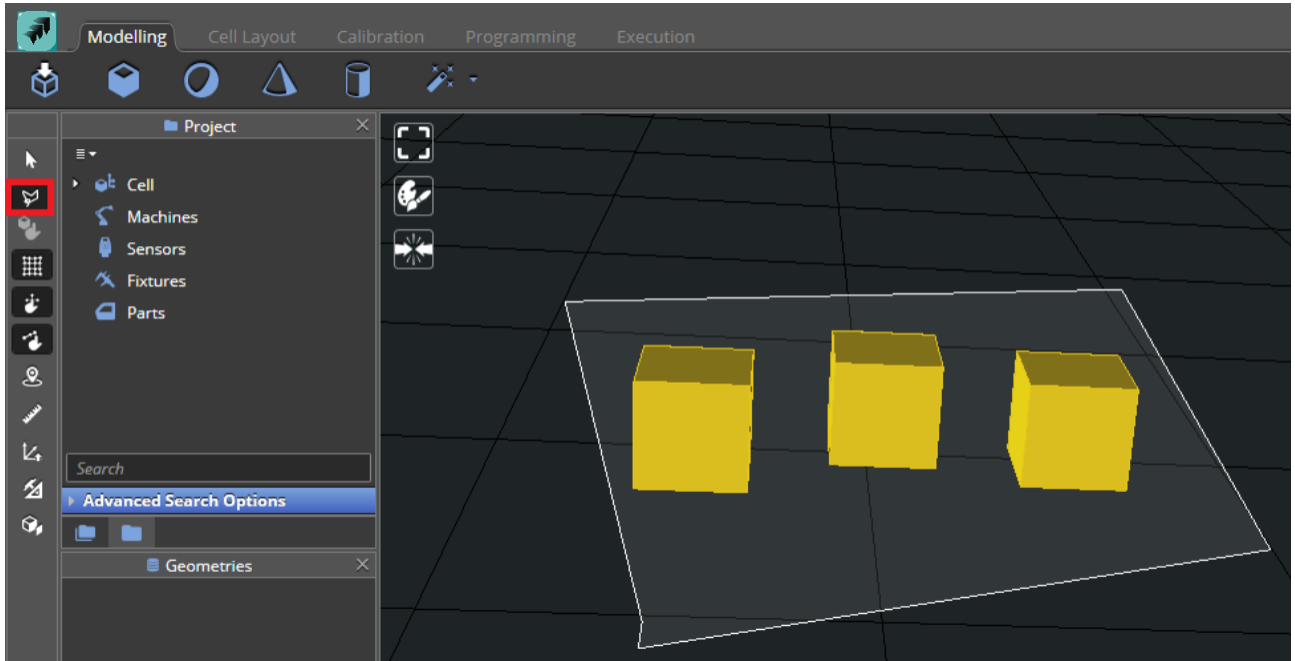 Modelling Cell Layout Calibration Programming Execution
Project
Cell
Machines
Sensors
Fixtures
Parts
Search
Advanced Search Options
Geometries